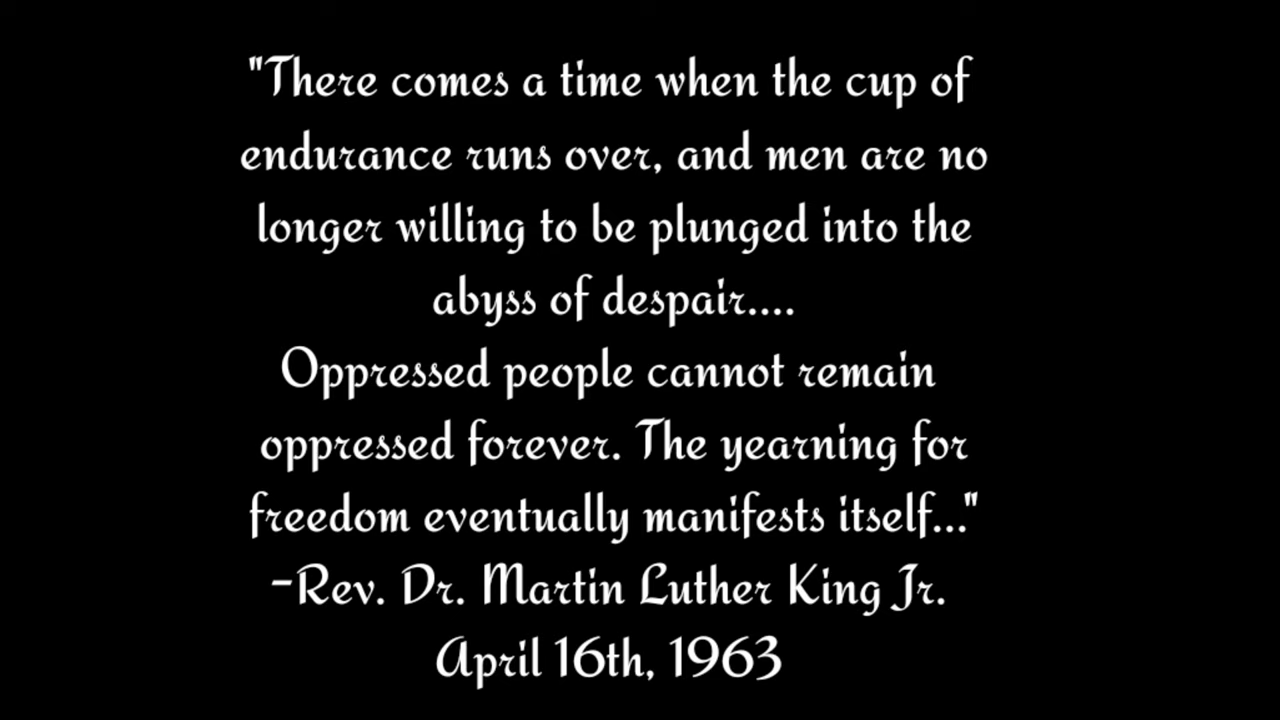 "There comes a time when the cup of
endurance runs over, and men are no
longer willing to be plunged into the
abyss of despair....
Oppressed people cannot remain
oppressed forever. The yearning for
freedom eventually manifests itself..."
-Rev. Dr. Martin Luther King Jr.
April 16th, 1963